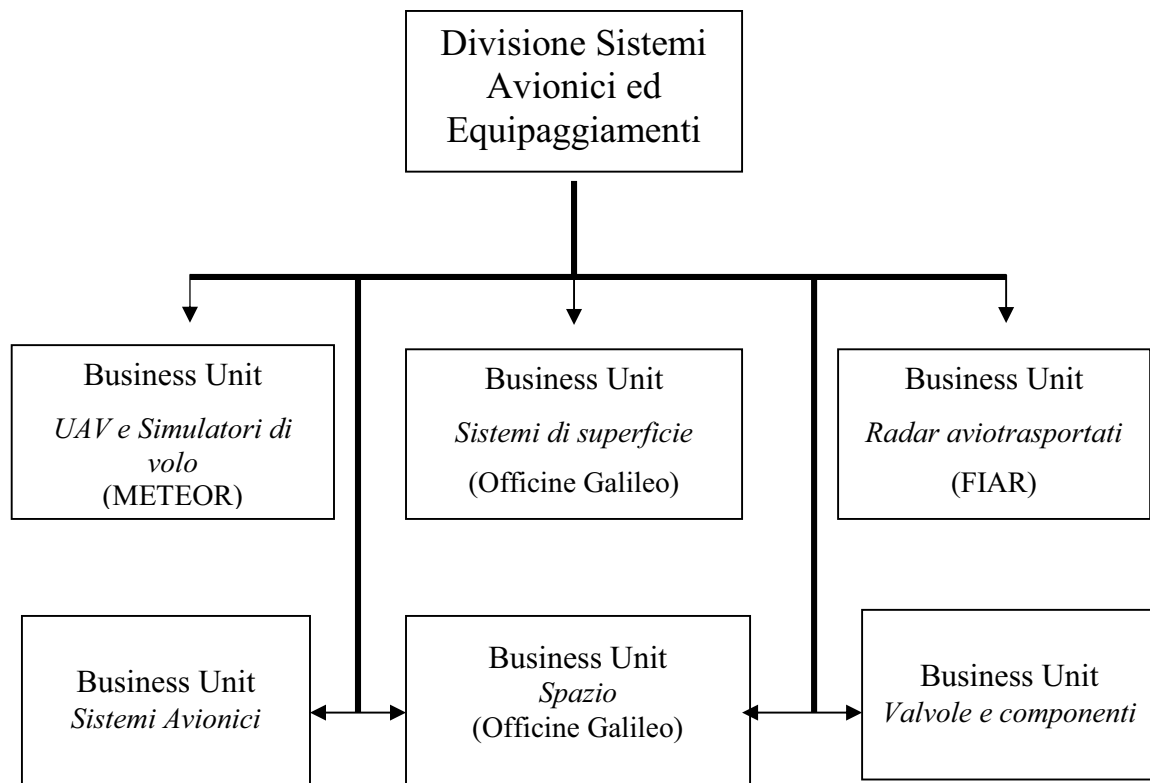 Divisione Sistemi
Avionici ed
Equipaggiamenti
Business Unit
UAV e Simulatori di
volo
(METEOR)
Business Unit
Sistemi di superficie
(Officine Galileo)
Business Unit
Radar aviotrasportati
(FIAR)
Business Unit
Sistemi Avionici
Business Unit
Spazio
(Officine Galileo)
Business Unit
Valvole e componenti